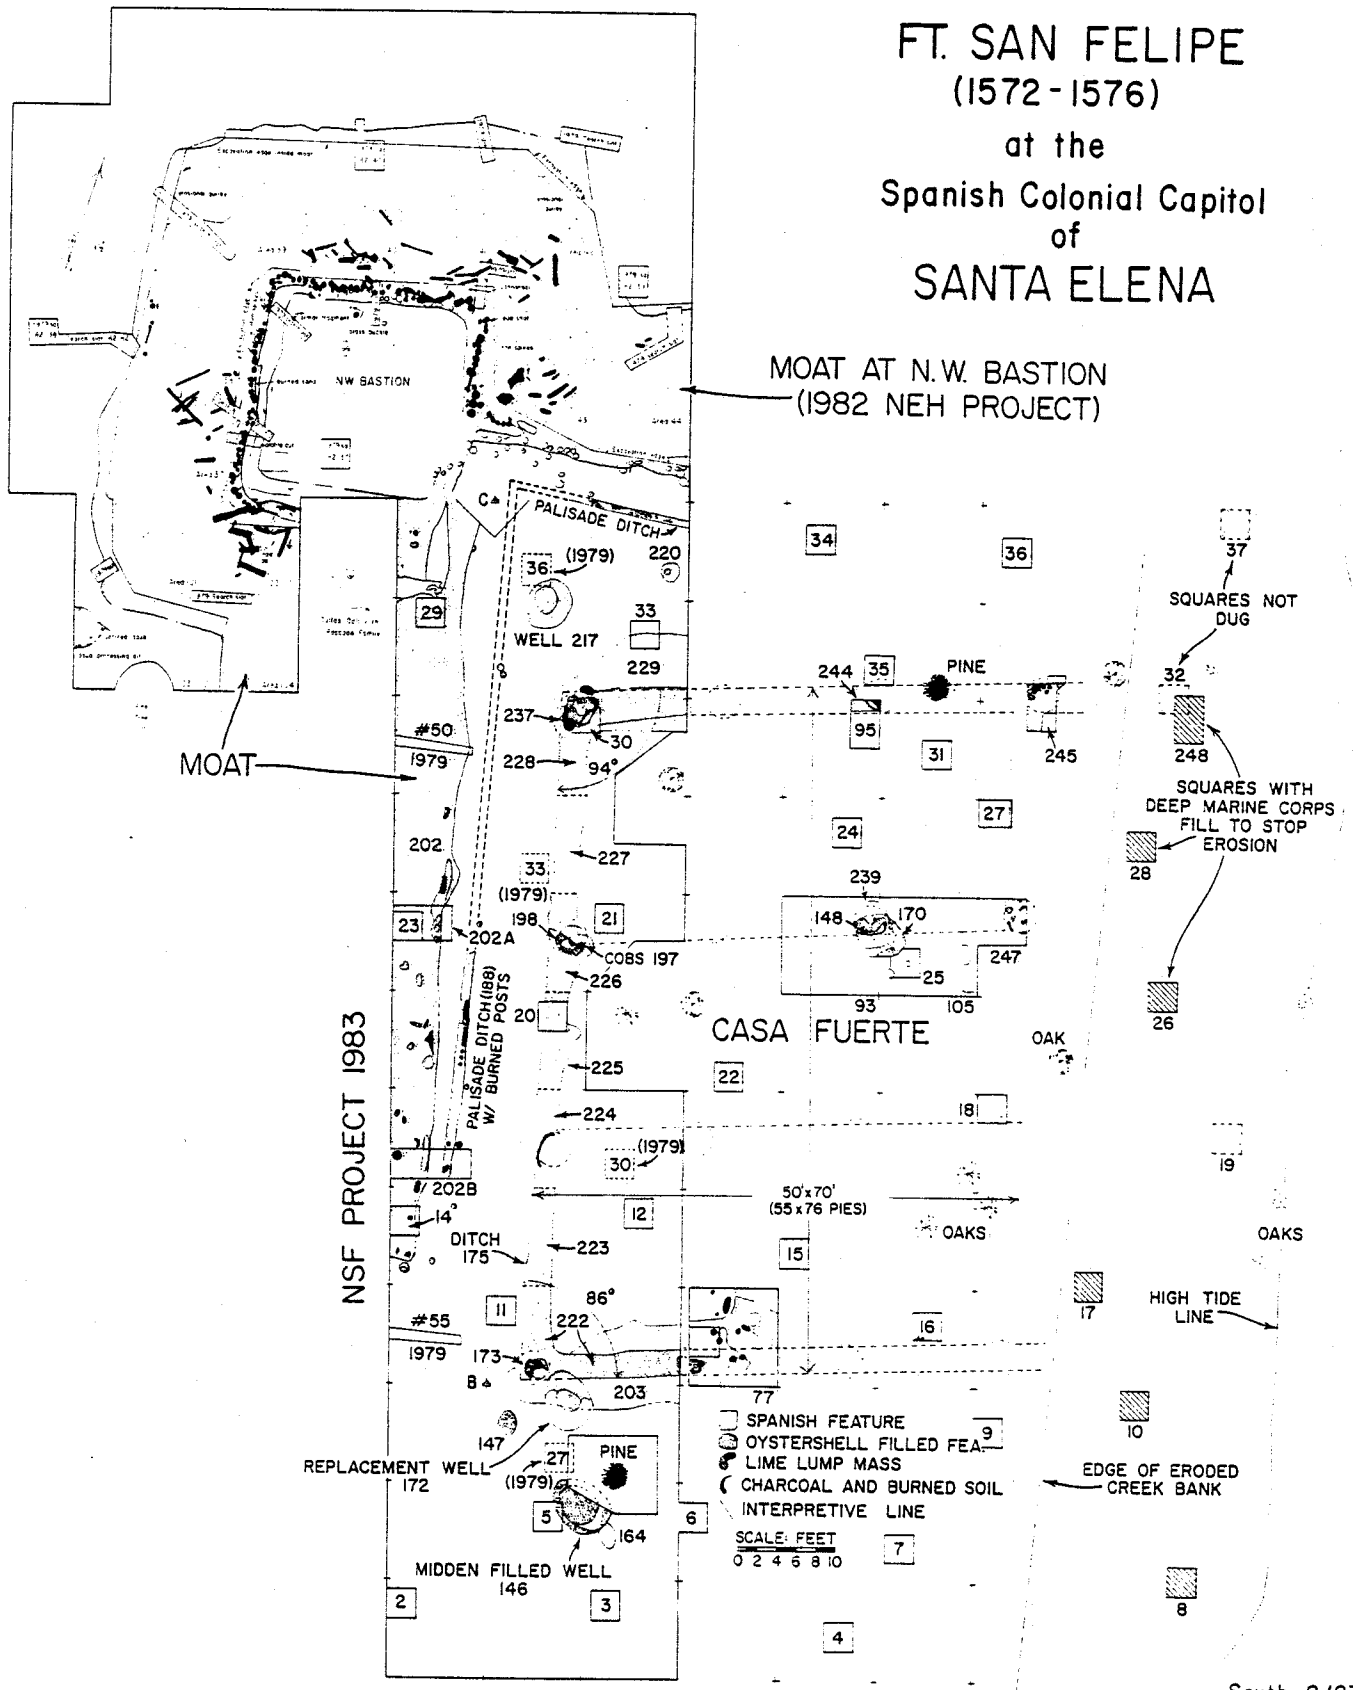 FT. SAN FELIPE
(1572-1576)
at the
Spanish Colonial Capitol
of
SANTA ELENA
MOAT AT N.W. BASTION
(1982 NEH PROJECT)
NW BASTION
C
PALISADE DITCH
220
36
(1979)
WELL 217
33
229
29
34
36
37
SQUARES NOT
DUG
32
35
PINE
244
95
31
245
248
237
30
228
94°
#50
1979
MOAT
SQUARES WITH
DEEP MARINE CORPS
FILL TO STOP
EROSION
28
27
24
202
227
33
(1979)
239
148
170
23
202A
198
21
COBS 197
226
25
247
93
105
26
20
CASA FUERTE
OAK
NSF PROJECT 1983
PALISADE DITCH (188)
W/ BURNED POSTS
225
22
224
18
19
30
(1979)
202B
50'x70'
(55x76 PIES)
14°
12
OAKS
OAKS
DITCH
175
223
15
17
HIGH TIDE
LINE
11
86°
16
#55
1979
222
173
B
203
77
147
REPLACEMENT WELL
172
27
(1979)
PINE
5
164
6
MIDDEN FILLED WELL
146
SPANISH FEATURE
OYSTERSHELL FILLED FEA.
LIME LUMP MASS
CHARCOAL AND BURNED SOIL
INTERPRETIVE LINE
SCALE: FEET
0 2 4 6 8 10
9
10
EDGE OF ERODED
CREEK BANK
7
8
2
3
4